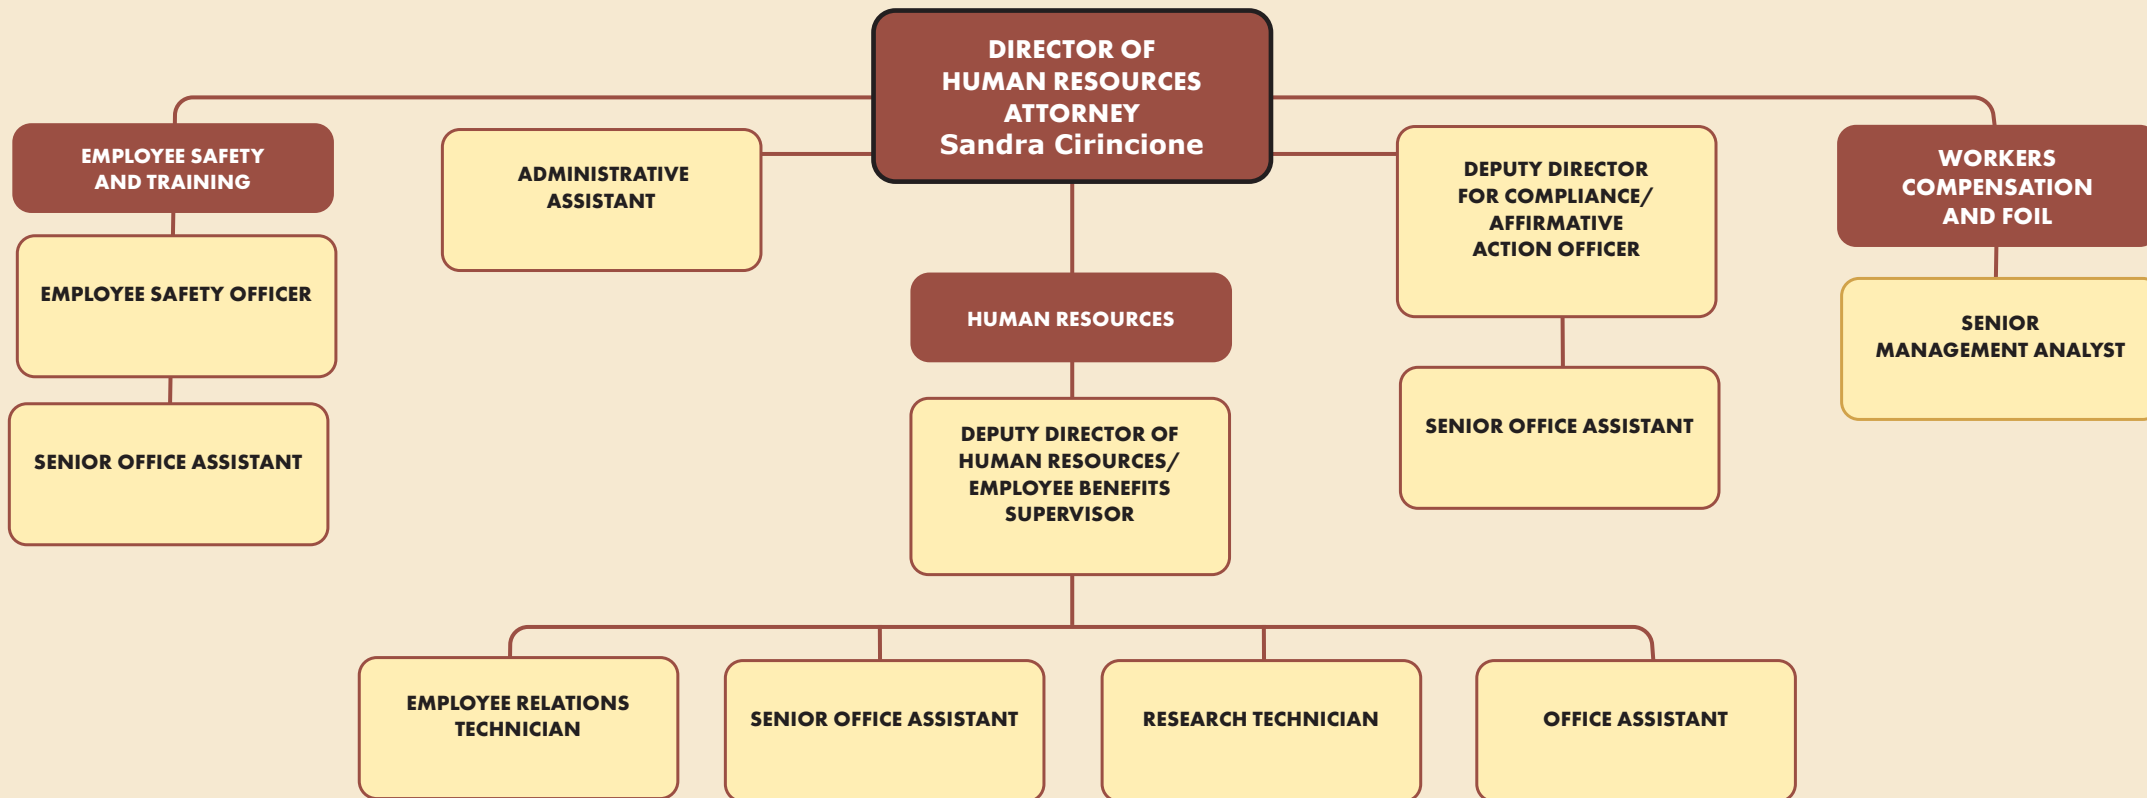 DIRECTOR OF
HUMAN RESOURCES
ATTORNEY
Sandra Cirincione
EMPLOYEE SAFETY
AND TRAINING
EMPLOYEE SAFETY OFFICER
SENIOR OFFICE ASSISTANT
ADMINISTRATIVE
ASSISTANT
HUMAN RESOURCES
DEPUTY DIRECTOR OF
HUMAN RESOURCES/
EMPLOYEE BENEFITS
SUPERVISOR
DEPUTY DIRECTOR
FOR COMPLIANCE/
AFFIRMATIVE
ACTION OFFICER
SENIOR OFFICE ASSISTANT
WORKERS
COMPENSATION
AND FOIL
SENIOR
MANAGEMENT ANALYST
EMPLOYEE RELATIONS
TECHNICIAN
SENIOR OFFICE ASSISTANT
RESEARCH TECHNICIAN
OFFICE ASSISTANT